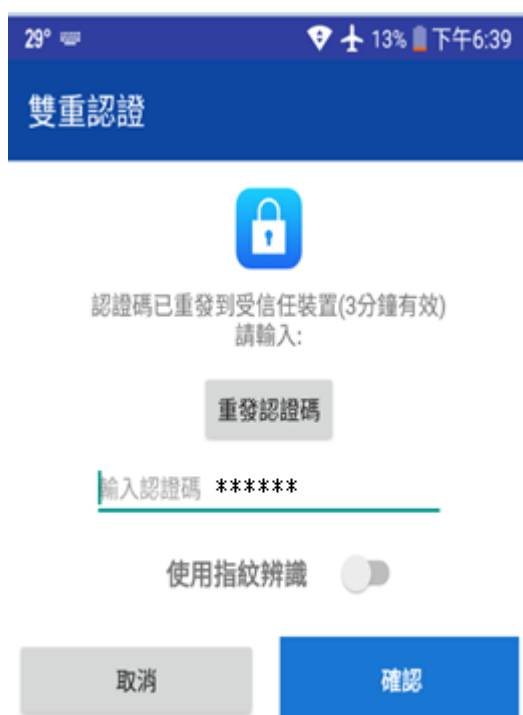 29° 13% 下午6:39
雙重認證
認證碼已重發到受信任裝置(3分鐘有效)
請輸入:
重發認證碼
輸入認證碼 ******
使用指紋辨識
取消 確認